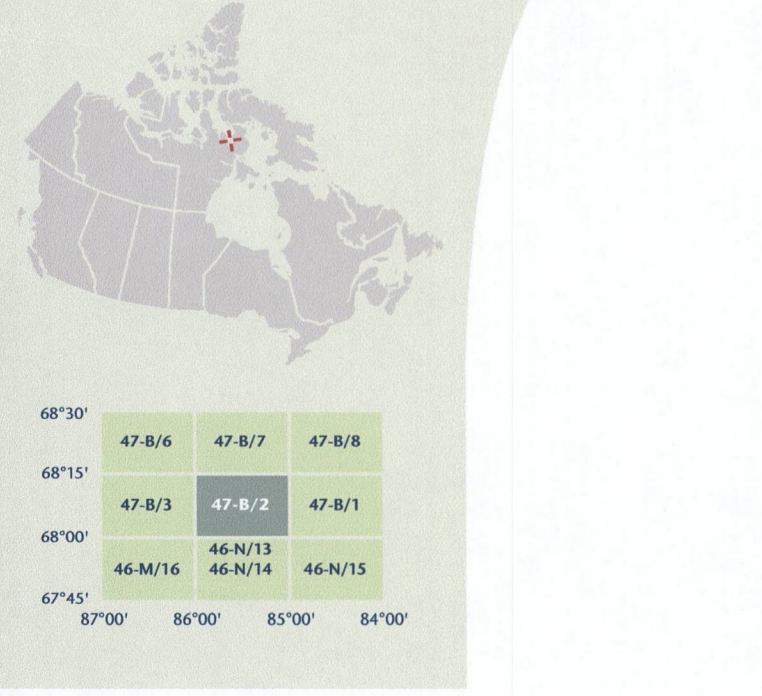 68°30'
47-B/6 47-B/7 47-B/8
68°15'
47-B/3 47-B/2 47-B/1
68°00'
46-N/13
46-M/16 46-N/14 46-N/15
67°45'
87°00' 86°00' 85°00' 84°00'